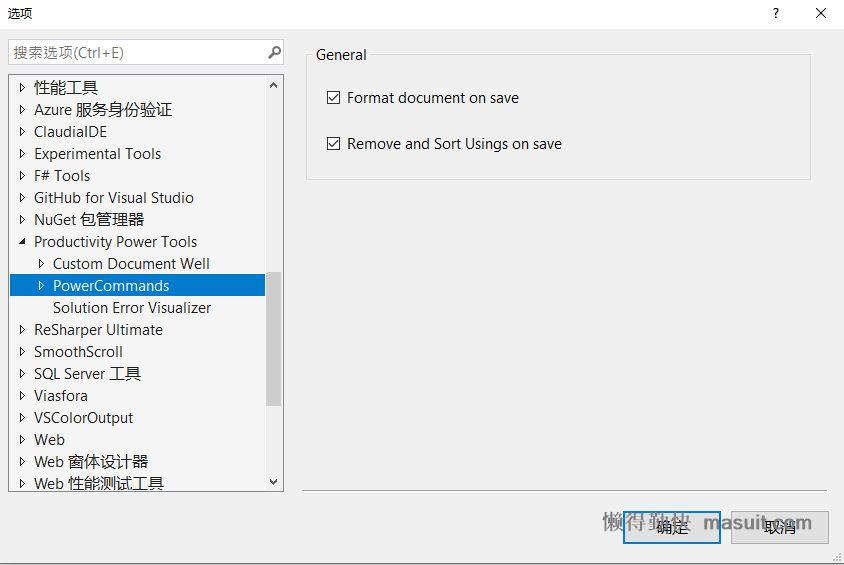 选项
搜索选项(Ctrl+E)
性能工具
Azure 服务身份验证
ClaudiaIDE
Experimental Tools
F# Tools
GitHub for Visual Studio
NuGet 包管理器
Productivity Power Tools
Custom Document Well
PowerCommands
Solution Error Visualizer
ReSharper Ultimate
SmoothScroll
SQL Server 工具
Viasfora
VSColorOutput
Web
Web 窗体设计器
Web 性能测试工具
General
Format document on save
Remove and Sort Usings on save
确定
取消
懒得勤快 masuit.com